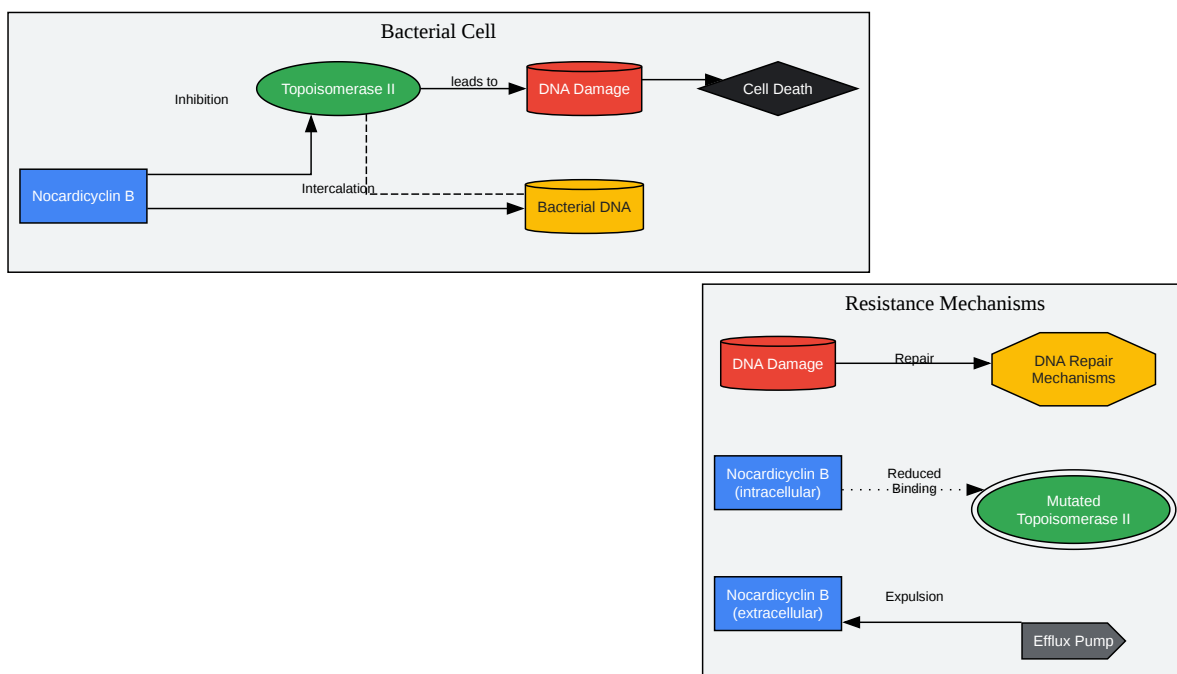 Bacterial Cell
Topoisomerase II
leads to
DNA Damage
Cell Death
Inhibition
Nocardicyclin B
Intercalation
Bacterial DNA
Resistance Mechanisms
DNA Damage
Repair
DNA Repair
Mechanisms
Nocardicyclin B
(intracellular)
Reduced
Binding
Mutated
Topoisomerase II
Nocardicyclin B
(extracellular)
Expulsion
Efflux Pump